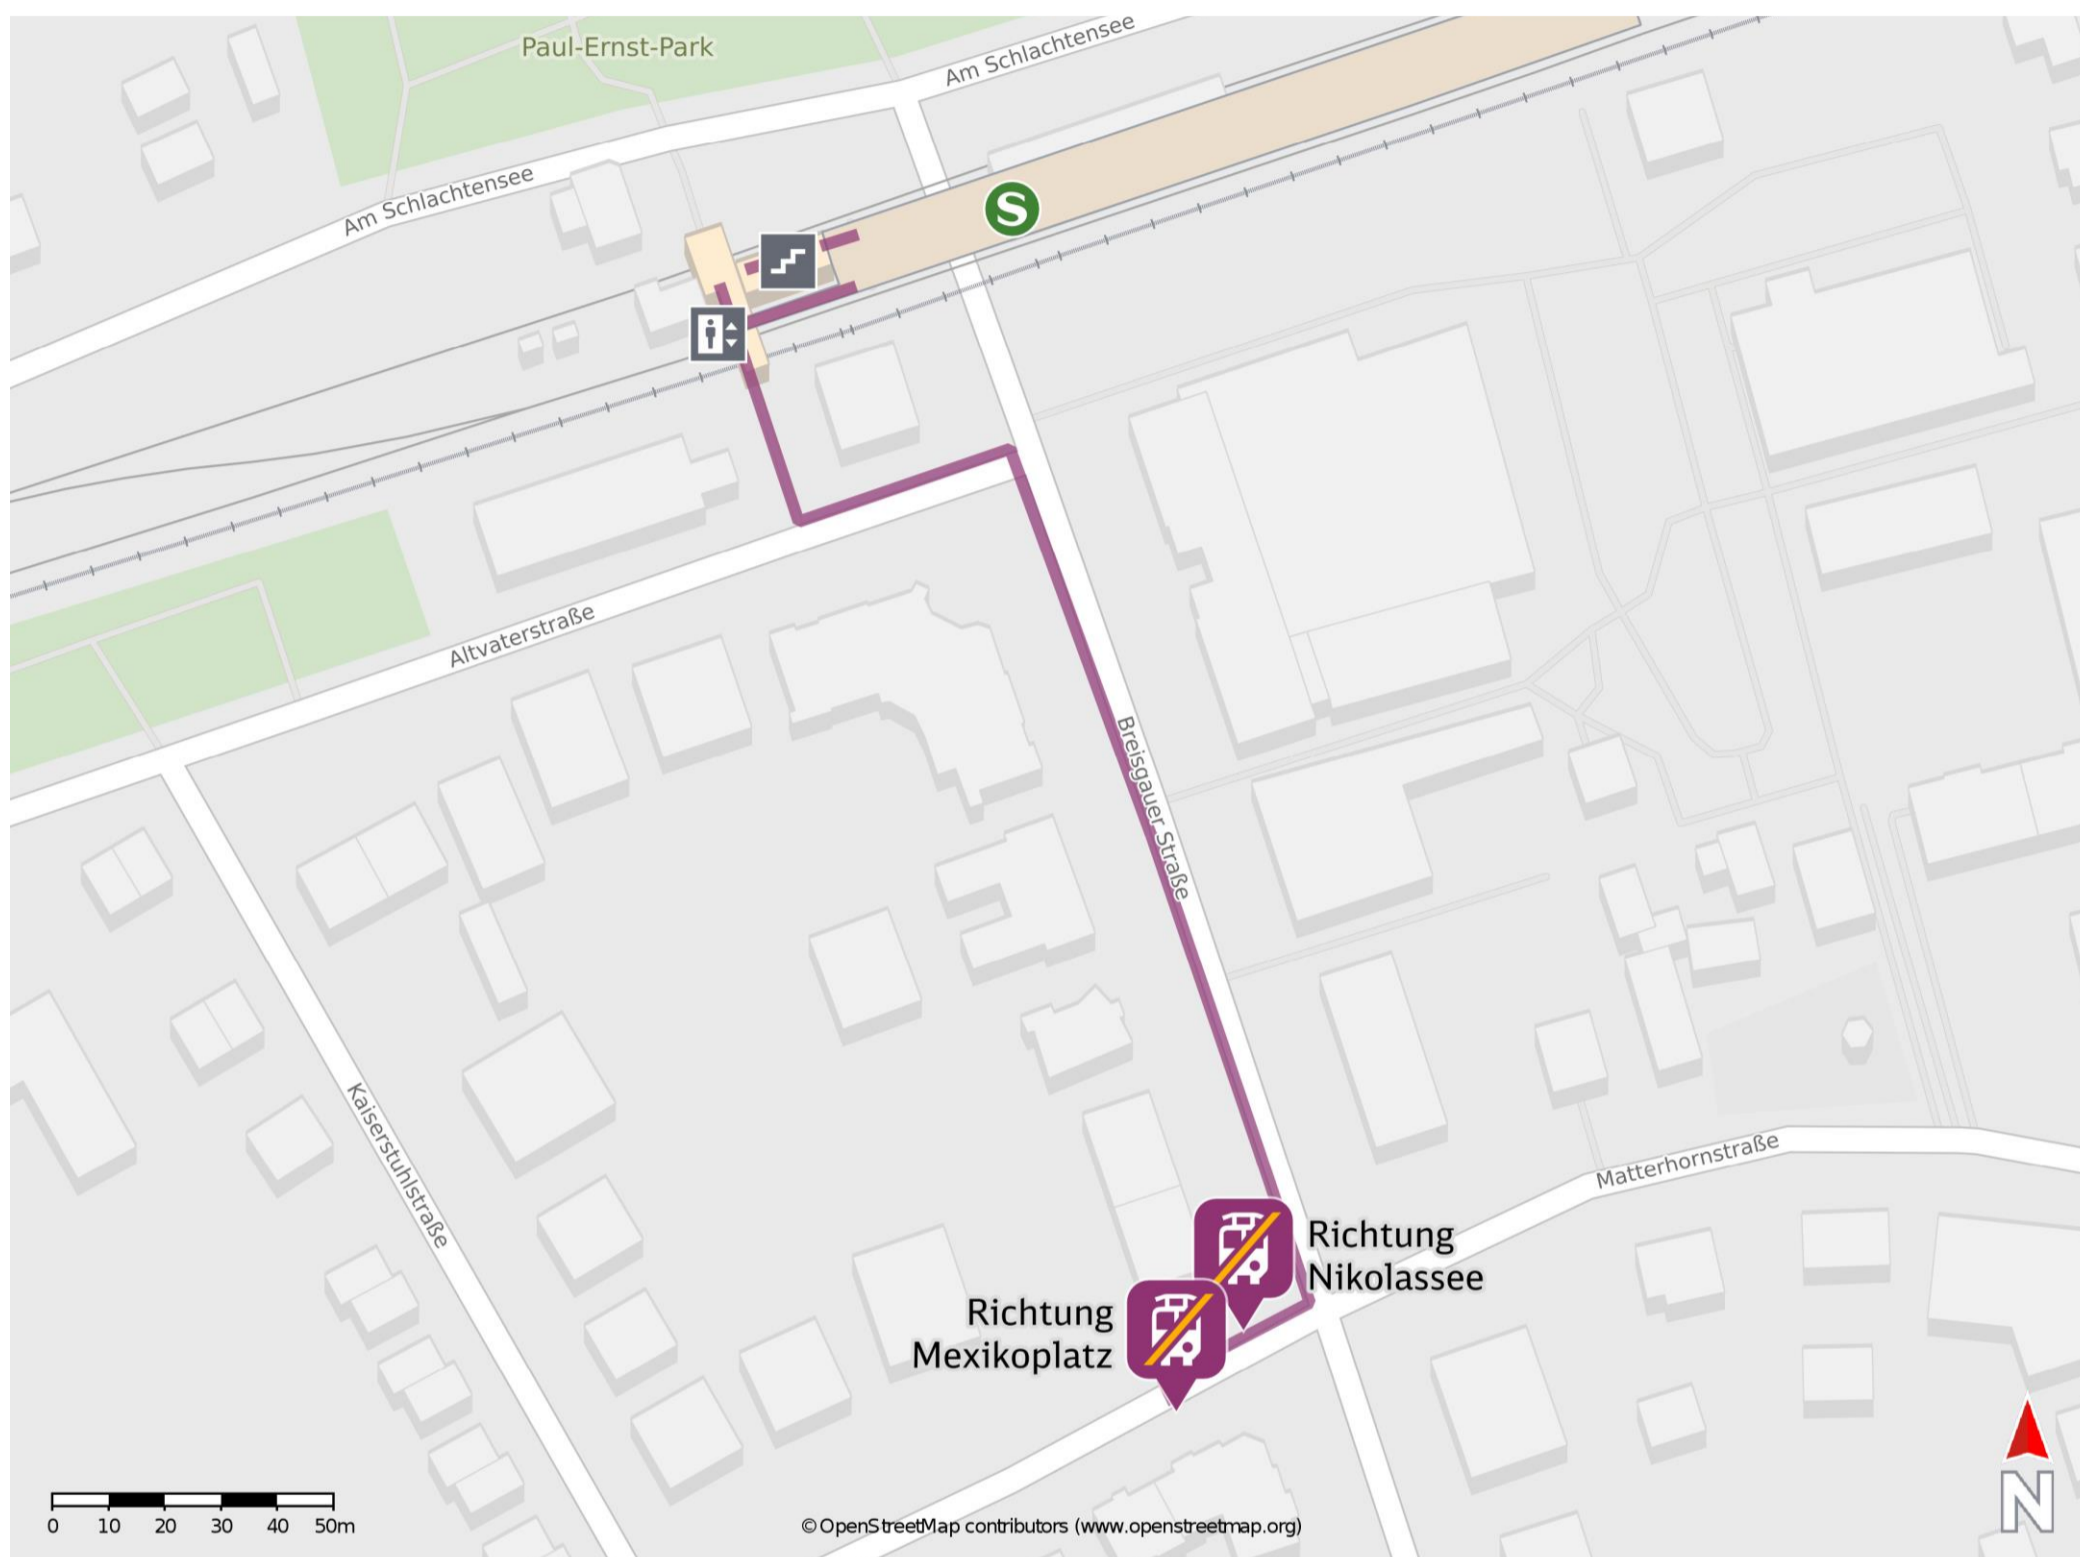 Paul-Ernst-Park
Am Schlachtensee
Am Schlachtensee
S
Altvaterstraße
Breisgauer Straße
Kaiserstuhlstraße
Matterhornstraße
Richtung
Nikolassee
Richtung
Mexikoplatz
N
0 10 20 30 40 50m
©OpenStreetMap contributors (www.openstreetmap.org)